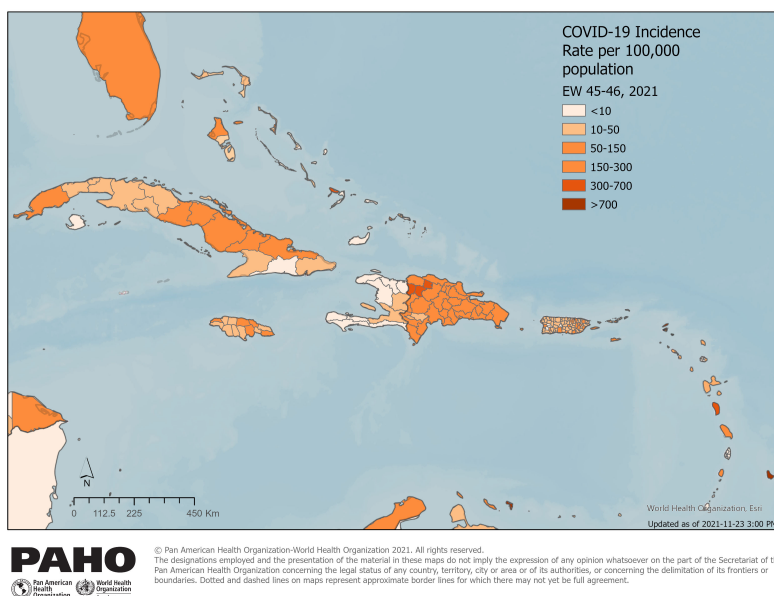 COVID-19 Incidence
Rate per 100,000
population
EW 45-46, 2021
<10
10-50
50-150
150-300
300-700
>700
N
0 112.5 225 450 Km
World Health Organization, Esri
Updated as of 2021-11-23 3:00 PM
PAHO
© Pan American Health Organization-World Health Organization 2021. All rights reserved.
The designations employed and the presentation of the material in these maps do not imply the expression of any opinion whatsoever on the part of the Secretariat of
Pan American Health Organization concerning the legal status of any country, territory, city or area or of its authorities, or concerning the delimitation of its frontiers or
boundaries. Dotted and dashed lines on maps represent approximate border lines for which there may not yet be full agreement.
Pan American
Health
Organization
World Health
Organization